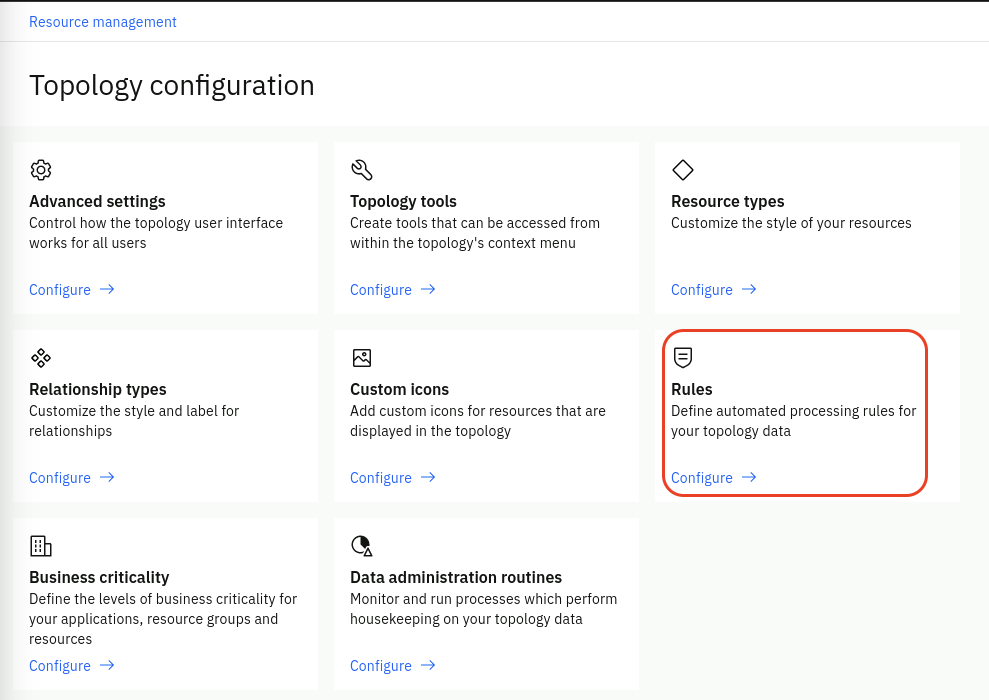 Resource management
Topology configuration
Advanced settings
Control how the topology user interface
works for all users
Configure
Topology tools
Create tools that can be accessed from
within the topology's context menu
Configure
Resource types
Customize the style of your resources
Configure
Relationship types
Customize the style and label for
relationships
Configure
Custom icons
Add custom icons for resources that are
displayed in the topology
Configure
Rules
Define automated processing rules for
your topology data
Configure
Business criticality
Define the levels of business criticality for
your applications, resource groups and
resources
Configure
Data administration routines
Monitor and run processes which perform
housekeeping on your topology data
Configure